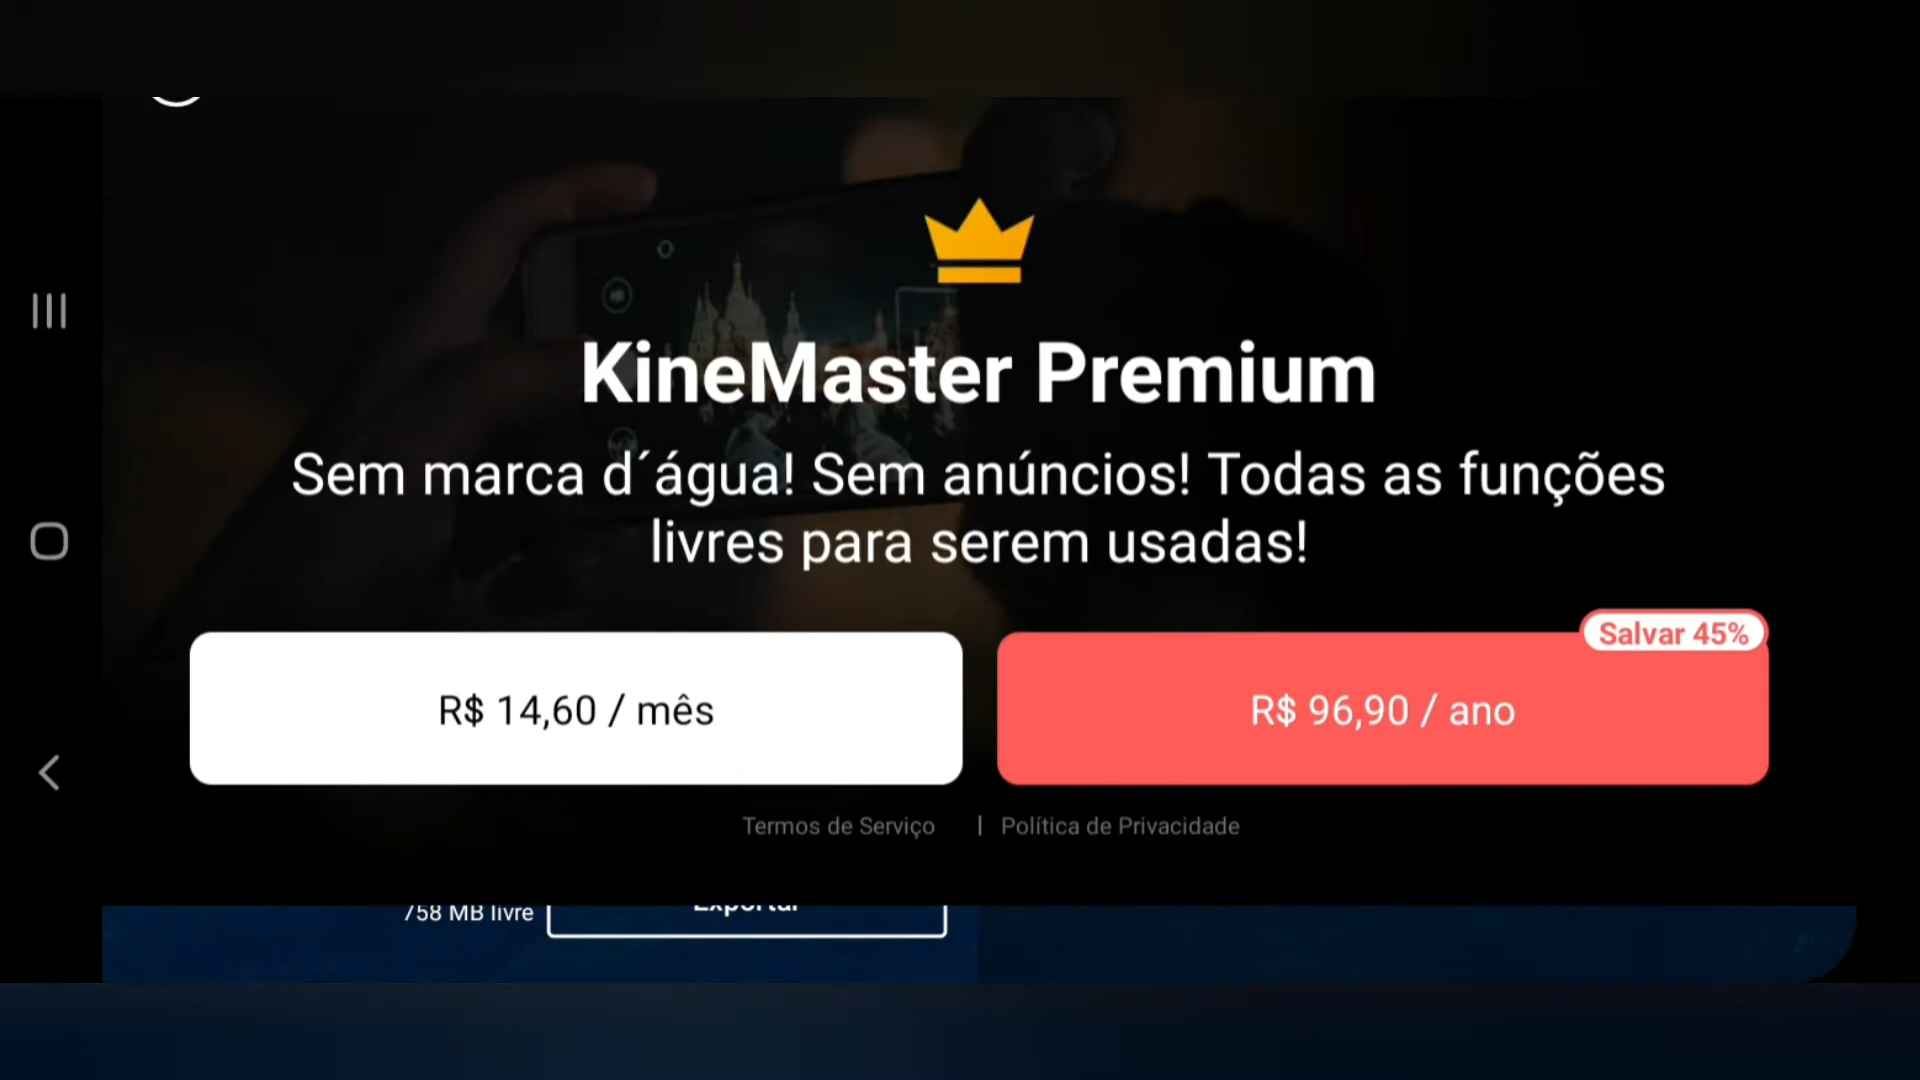 KineMaster Premium
Sem marca d´água! Sem anúncios! Todas as funções
livres para serem usadas!
Salvar 45%
R$ 14,60 / mês
R$ 96,90 / ano
Termos de Serviço | Política de Privacidade
758 MB livre
Exportar